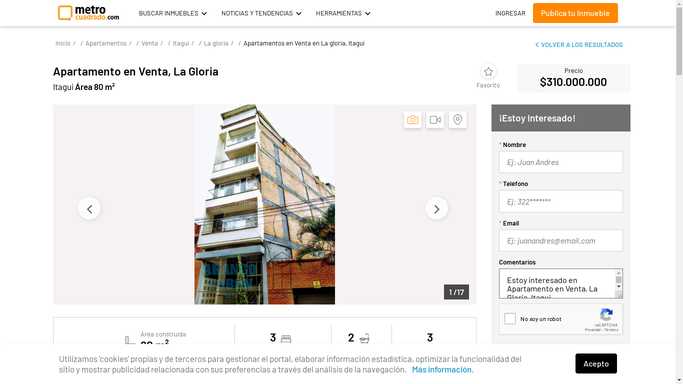 metro
cuadrado.com
BUSCAR INMUEBLES
NOTICIAS Y TENDENCIAS
HERRAMIENTAS
INGRESAR
Publica tu inmueble
Inicio / / Apartamentos / / Venta / / Itagui / / La gloria / / Apartamentos en Venta en La gloria, Itagui
VOLVER A LOS RESULTADOS
Apartamento en Venta, La Gloria
Itagui Área 80 m²
Favorito
Precio
$310.000.000
1 / 17
¡Estoy Interesado!
* Nombre
Ej: Juan Andres
* Teléfono
Ej: 322*******
* Email
Ej: juanandres@email.com
Comentarios
Estoy interesado en
Apartamento en Venta, La
Gloria, Itagui
No soy un robot
reCAPTCHA
Privacidad - Términos
Área construida
80 m²
3
2
3
Utilizamos 'cookies' propias y de terceros para gestionar el portal, elaborar información estadística, optimizar la funcionalidad del
sitio y mostrar publicidad relacionada con sus preferencias a través del análisis de la navegación. Más información.
Acepto